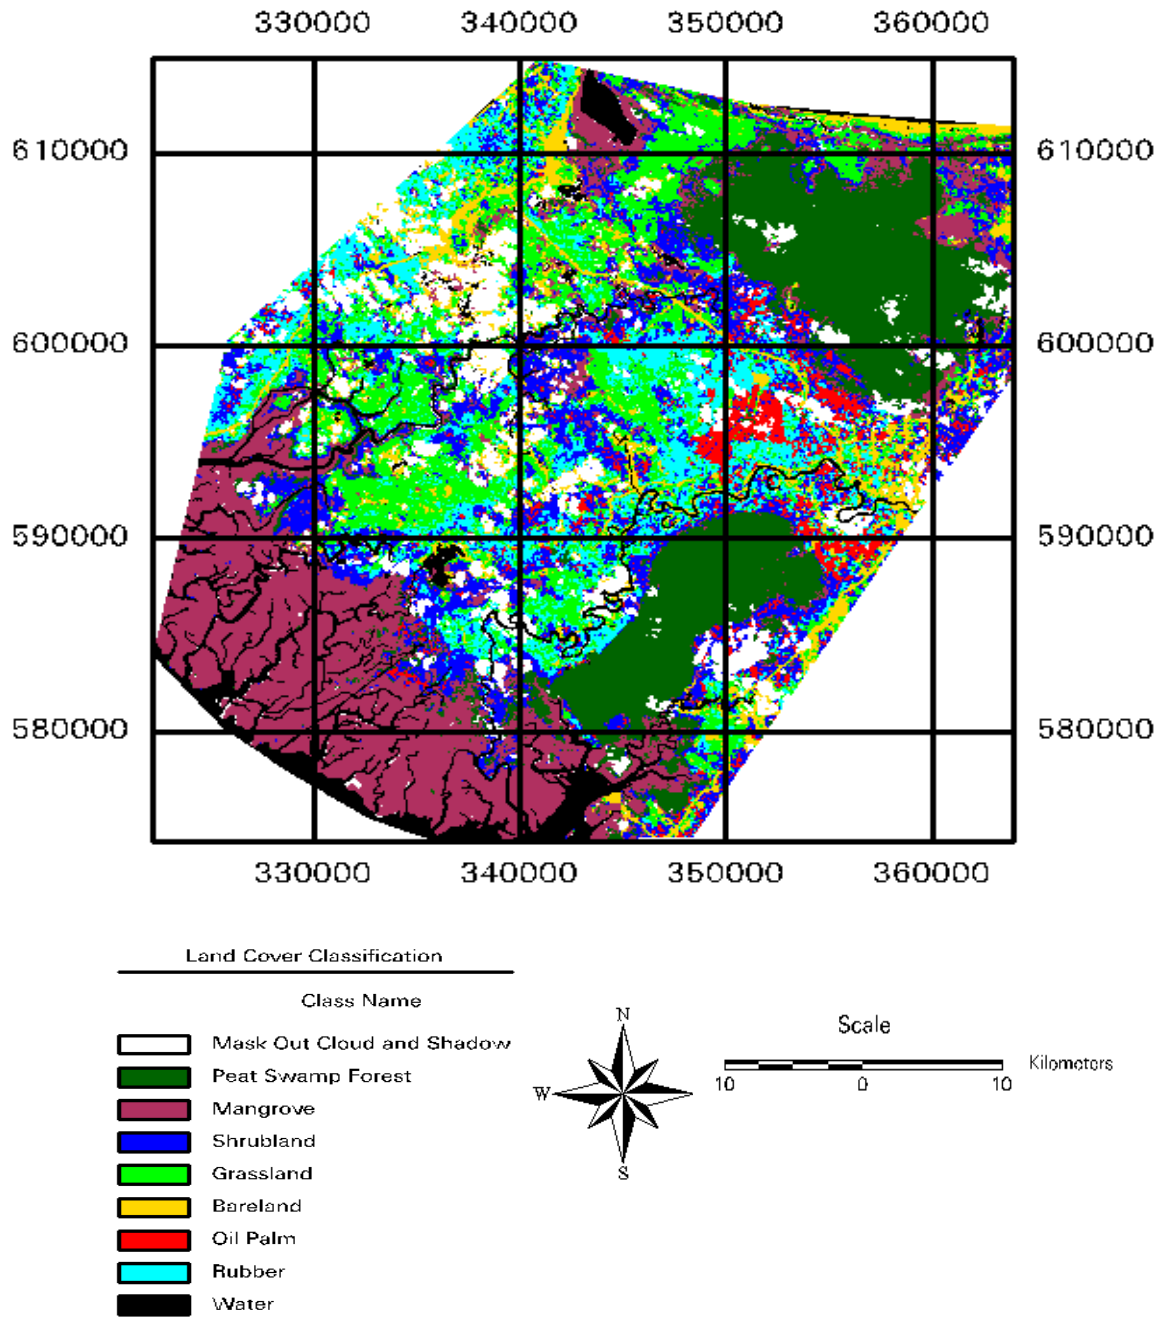 330000 340000 350000 360000
610000 610000
600000 600000
590000 590000
580000 580000
330000 340000 350000 360000
Land Cover Classification
Class Name
Mask Out Cloud and Shadow
Peat Swamp Forest
Mangrove
Shrubland
Grassland
Bareland
Oil Palm
Rubber
Water
N
W
S
Scale
Kilometers
10 0 10